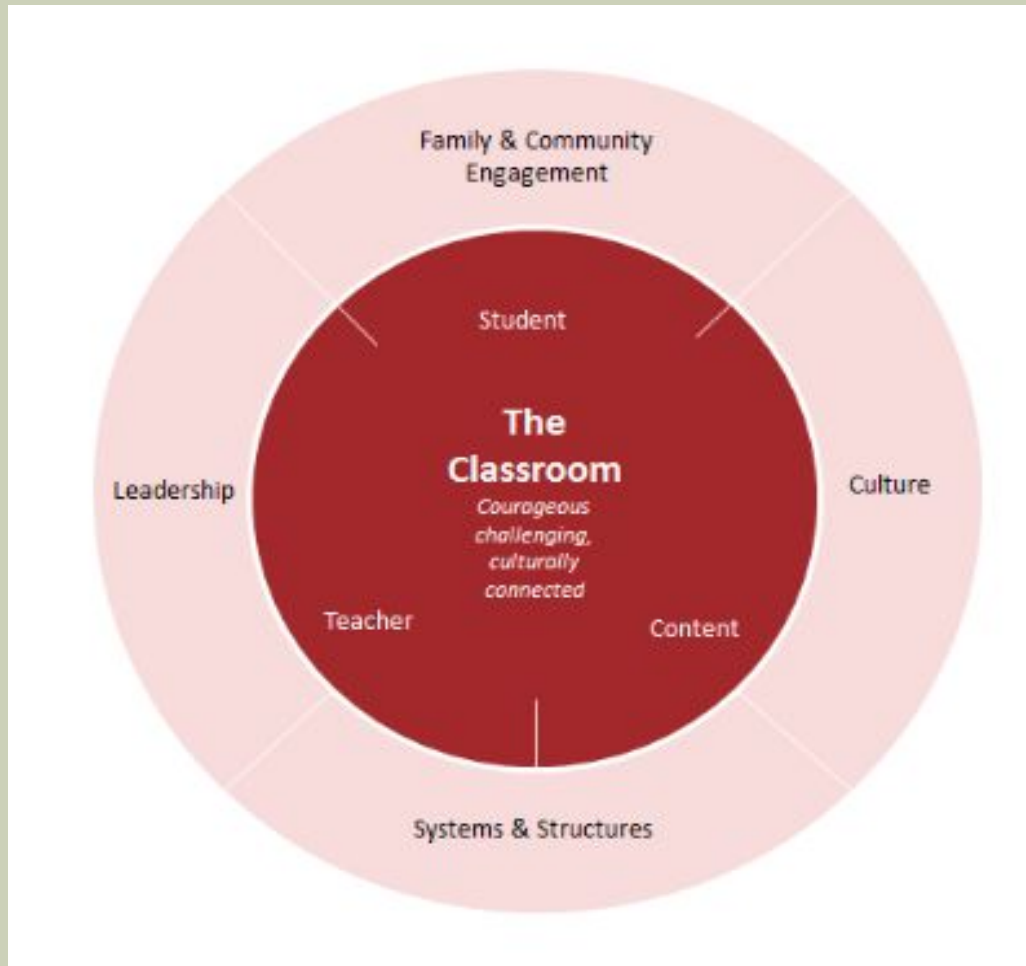 Family & Community
Engagement
Student
The
Classroom
Courageous
challenging,
culturally
connected
Leadership
Culture
Teacher
Content
Systems & Structures